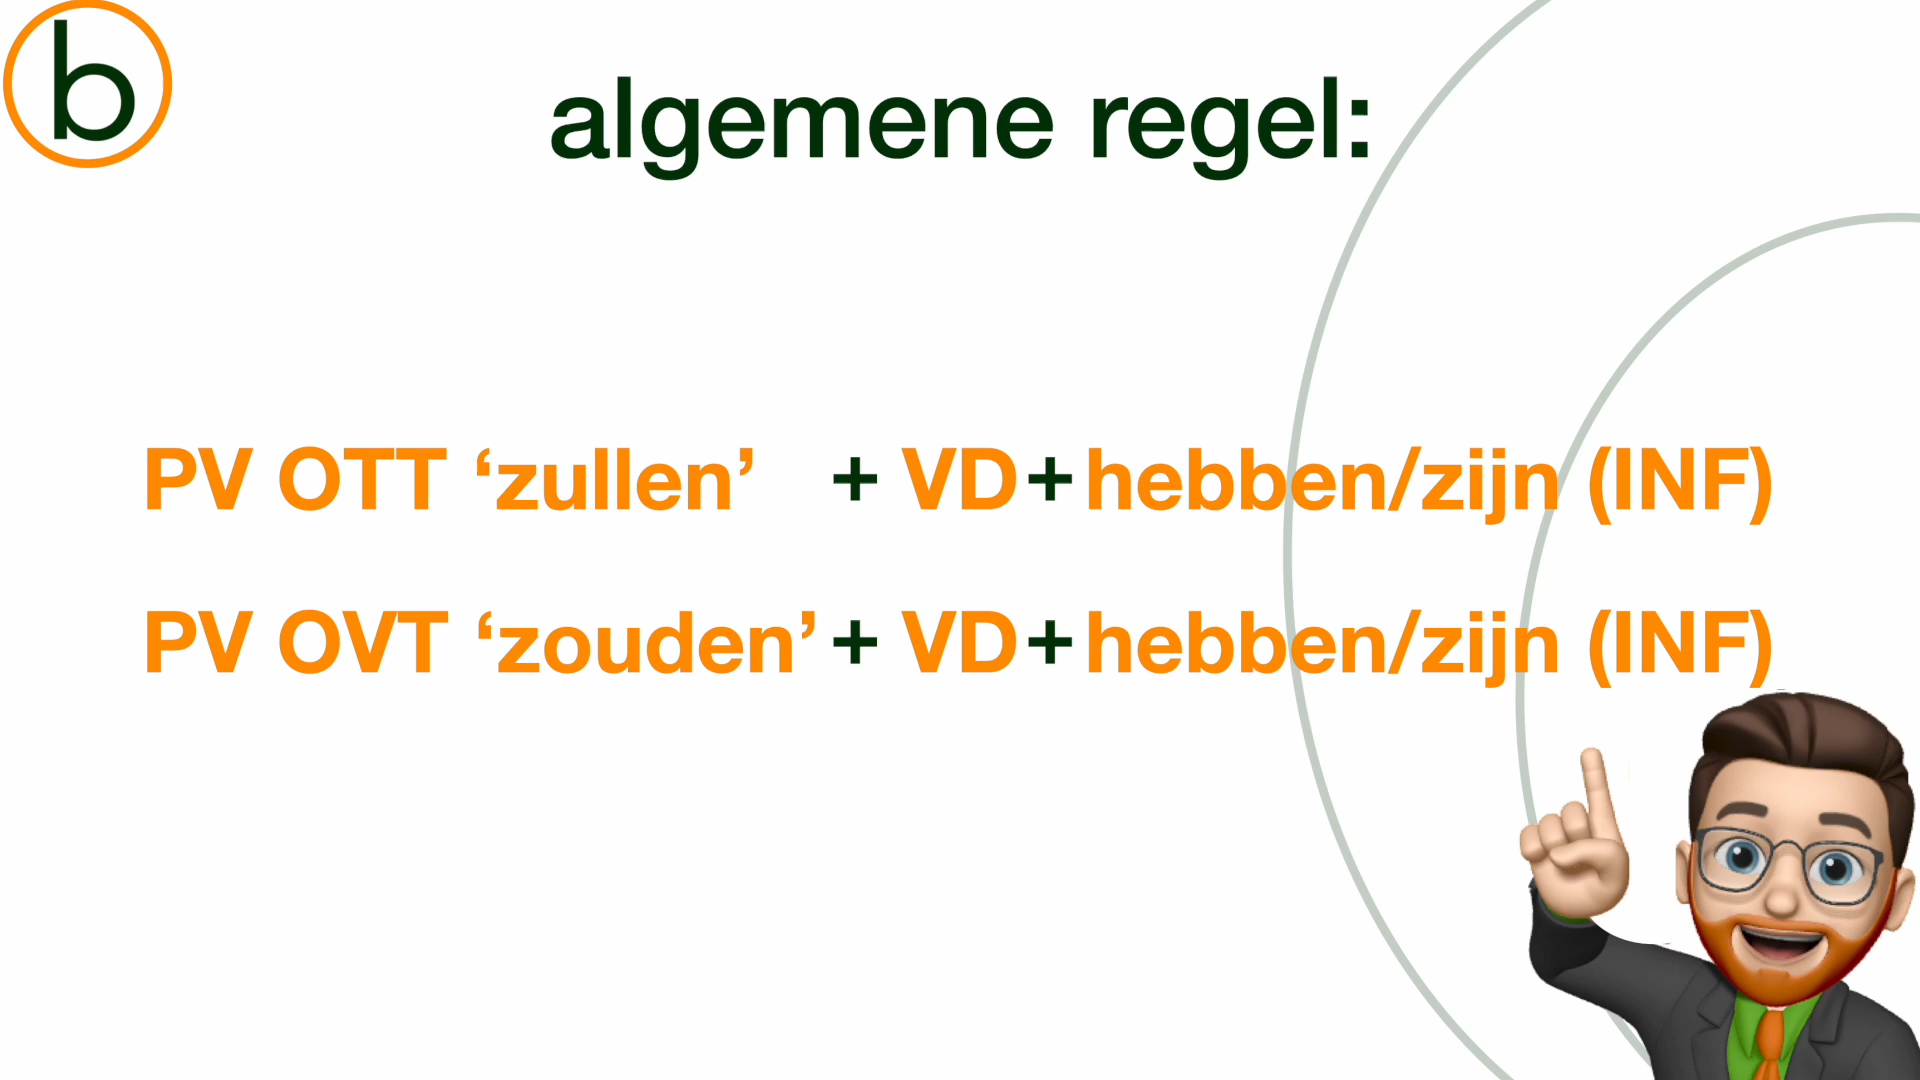 b
algemene regel:
PV OTT ‘zullen’ + VD + hebben/zijn (INF)
PV OVT ‘zouden’ + VD + hebben/zijn (INF)